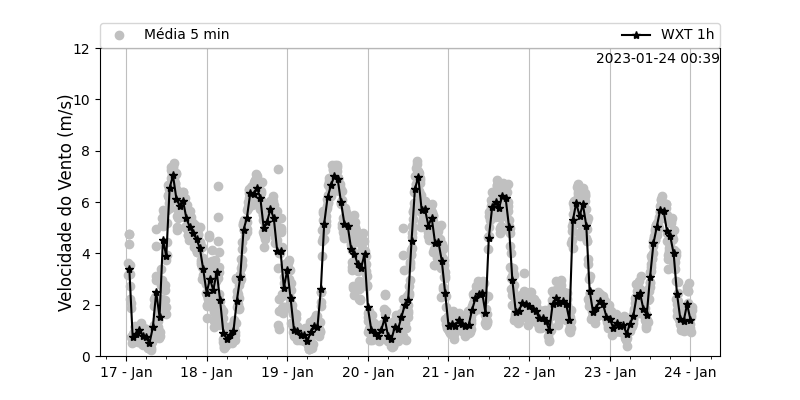 Média 5 min
WXT 1h
2023-01-24 00:39
Velocidade do Vento (m/s)
12
10
8
6
4
2
0
17 - Jan
18 - Jan
19 - Jan
20 - Jan
21 - Jan
22 - Jan
23 - Jan
24 - Jan